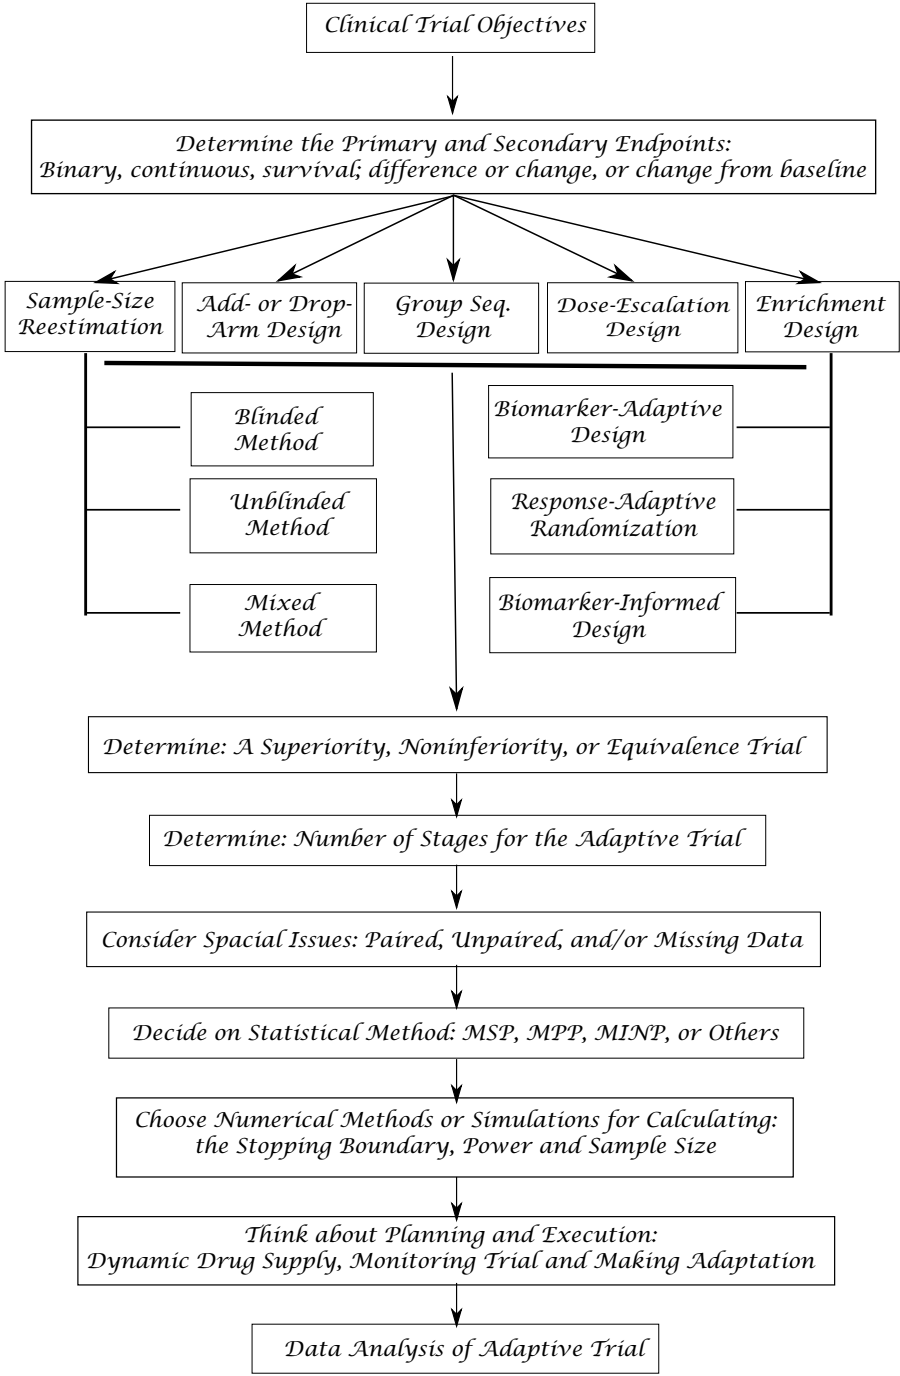 Clinical Trial Objectives
Determine the Primary and Secondary Endpoints:
Binary, continuous, survival; difference or change, or change from baseline
Sample-Size
Reestimation
Add- or Drop-
Arm Design
Group Seq.
Design
Dose-Escalation
Design
Enrichment
Design
Blinded
Method
Unblinded
Method
Mixed
Method
Biomarker-Adaptive
Design
Response-Adaptive
Randomization
Biomarker-Informed
Design
Determine: A Superiority, Noninferiority, or Equivalence Trial
Determine: Number of Stages for the Adaptive Trial
Consider Spacial Issues: Paired, Unpaired, and/or Missing Data
Decide on Statistical Method: MSP, MPP, MINP, or Others
Choose Numerical Methods or Simulations for Calculating:
the Stopping Boundary, Power and Sample Size
Think about Planning and Execution:
Dynamic Drug Supply, Monitoring Trial and Making Adaptation
Data Analysis of Adaptive Trial